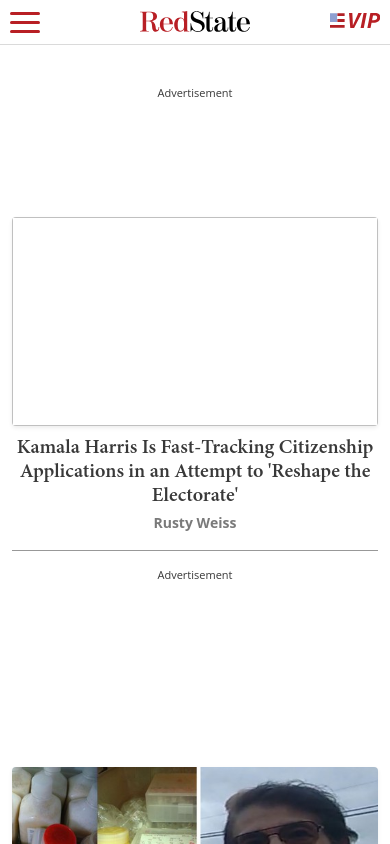 RedState
VIP
Advertisement
Kamala Harris Is Fast-Tracking Citizenship
Applications in an Attempt to 'Reshape the
Electorate'
Rusty Weiss
Advertisement